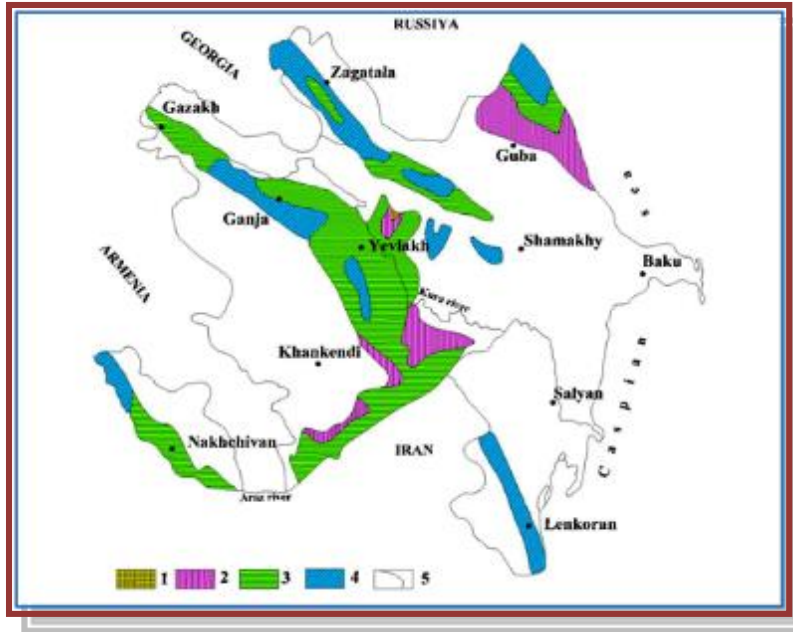 RUSSIYA
GEORGIA
Zagatala
Gazakh
Guba
Ganja
Yevlakh
Shamakhy
Baku
ARMENIA
Kura river
Khankendi
Salyan
Nakhchivan
IRAN
Araz river
Lenkoran
Caspian
sea
1 2 3 4 5